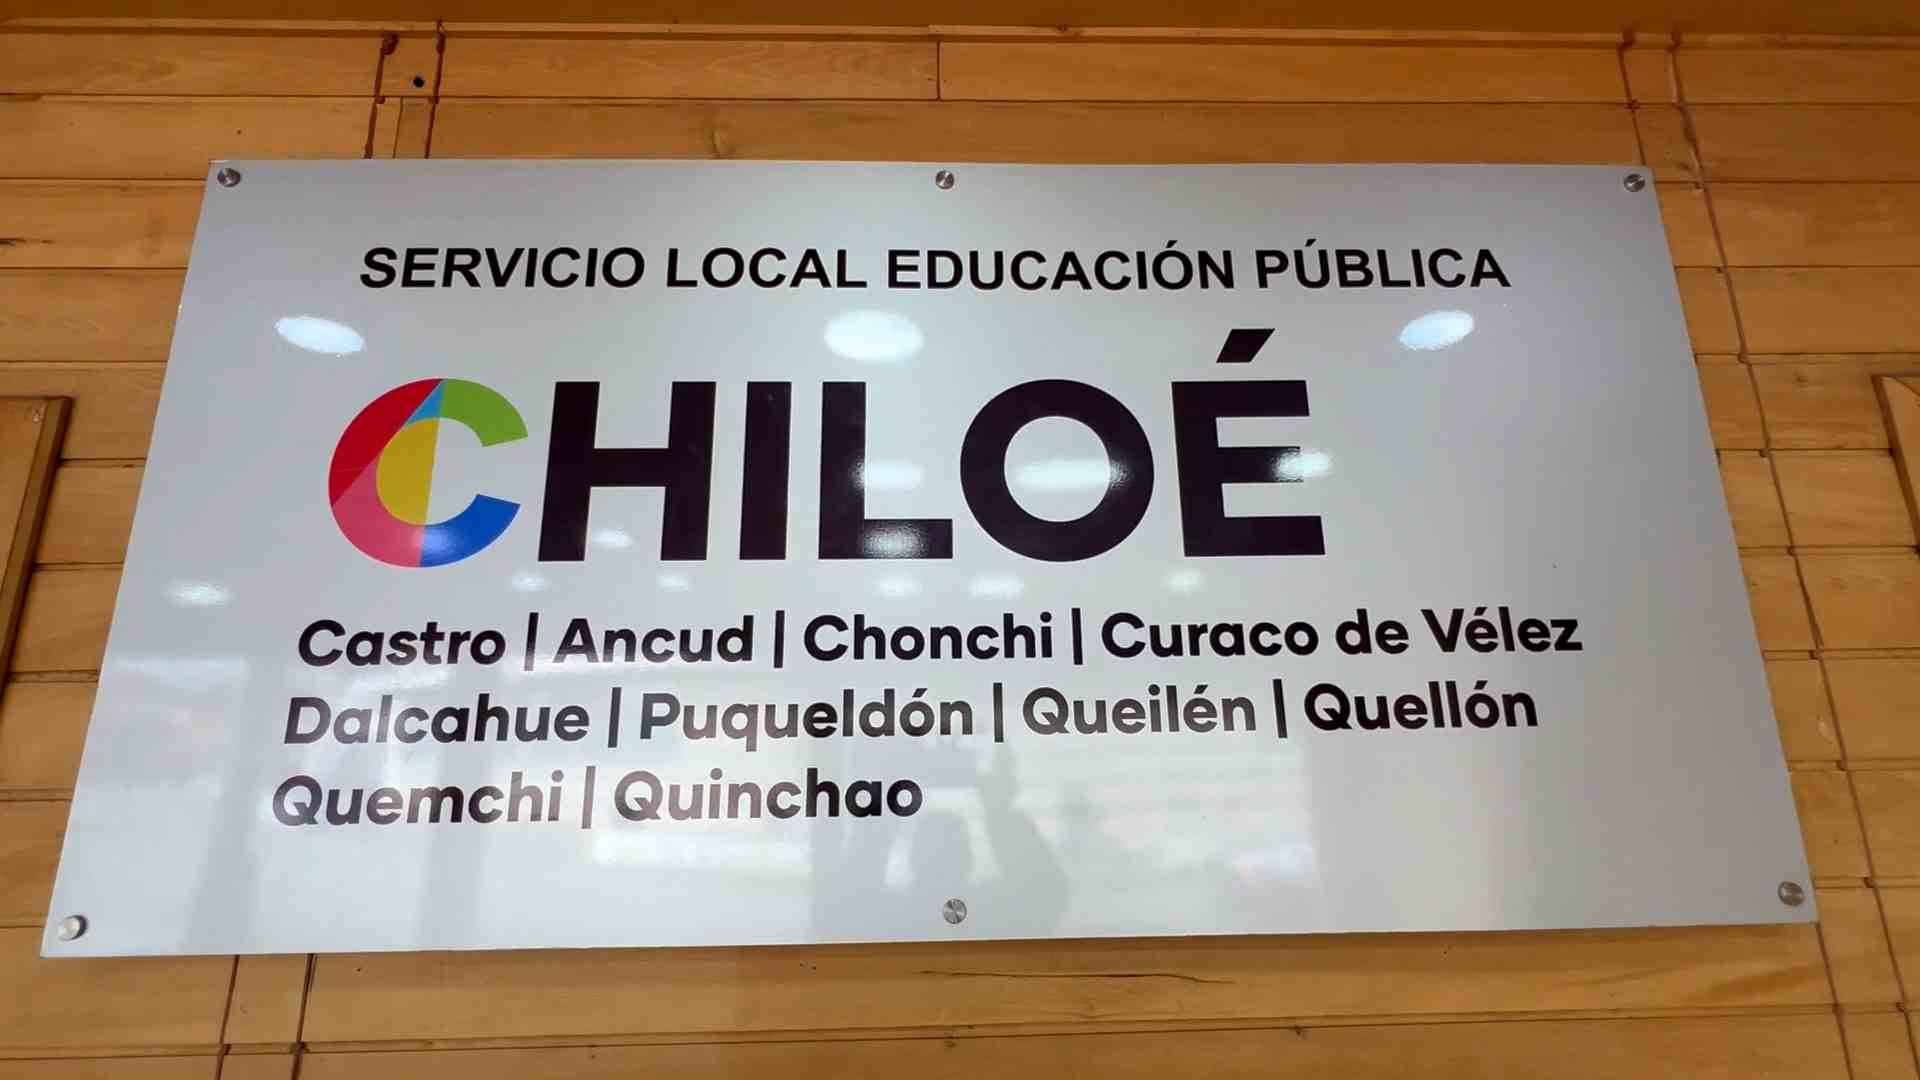 SERVICIO LOCAL EDUCACIÓN PÚBLICA
CHILOÉ
Castro | Ancud | Chonchi | Curaco de Vélez
Dalcahue | Puqueldón | Queilén | Quellón
Quemchi | Quinchao